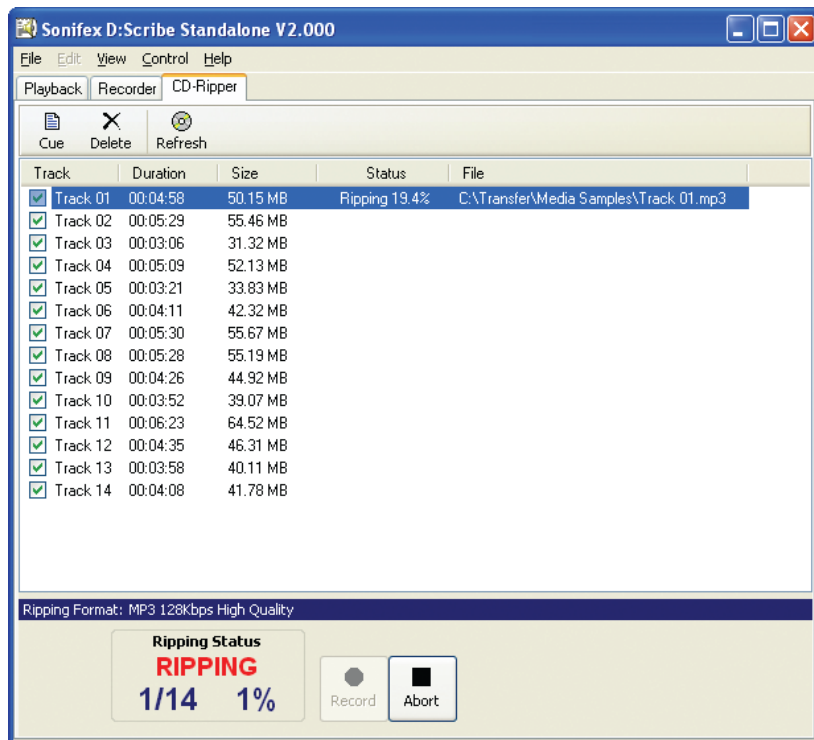 Sonifex D:Scribe Standalone V2.000
File Edit View Control Help
Playback Recorder CD-Ripper
Cue Delete Refresh
Track Duration Size Status File
Track 01 00:04:58 50.15 MB Ripping 19.4% C:\Transfer\Media Samples\Track 01.mp3
Track 02 00:05:29 55.46 MB
Track 03 00:03:06 31.32 MB
Track 04 00:05:09 52.13 MB
Track 05 00:03:21 33.83 MB
Track 06 00:04:11 42.32 MB
Track 07 00:05:30 55.67 MB
Track 08 00:05:28 55.19 MB
Track 09 00:04:26 44.92 MB
Track 10 00:03:52 39.07 MB
Track 11 00:06:23 64.52 MB
Track 12 00:04:35 46.31 MB
Track 13 00:03:58 40.11 MB
Track 14 00:04:08 41.78 MB
Ripping Format: MP3 128Kbps High Quality
Ripping Status
RIPPING
1/14 1%
Record Abort